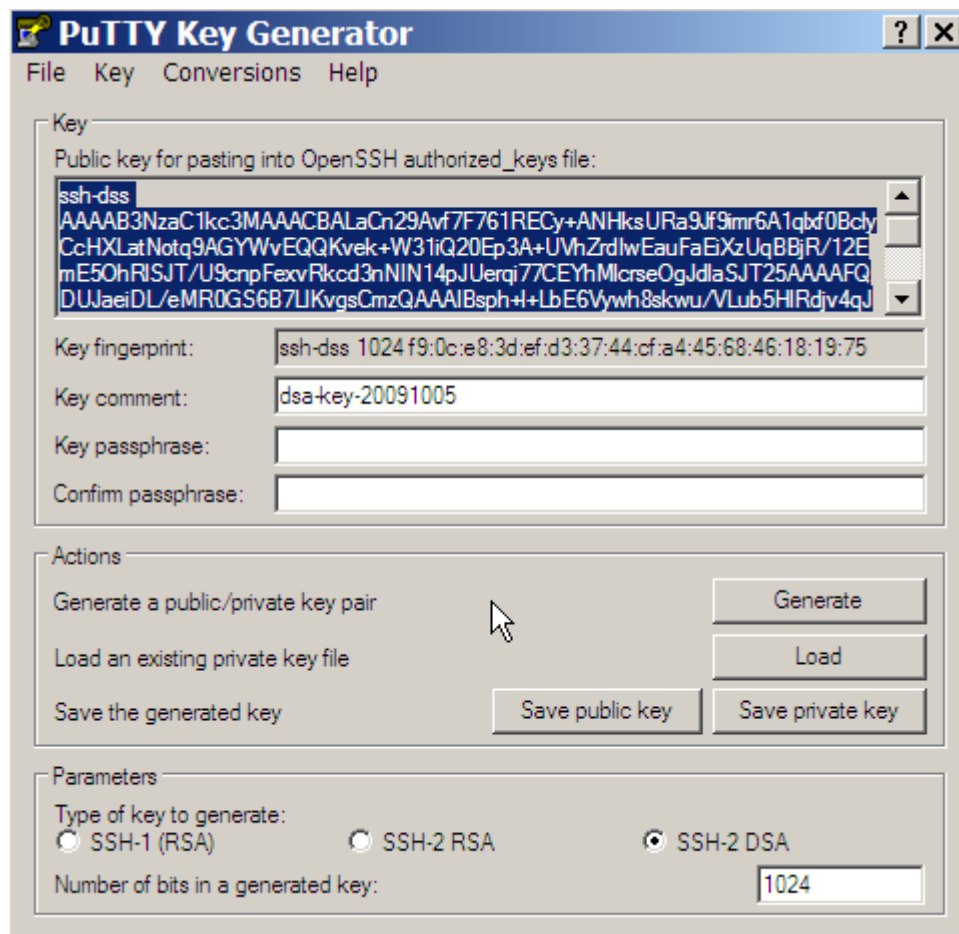 PuTTY Key Generator
File Key Conversions Help
Key
Public key for pasting into OpenSSH authorized_keys file:
ssh-dss
AAAAB3NzaC1kc3MAAACBALaCn29Avf7F761RECy+ANHksURa9Jf9imr6A1qlxf0Bcly
CcHXLatNotq9AGYWvEQQKvek+W31iQ20Ep3A+UVhZrdIwEauFaEiXzUqBBjR/12E
mE5OhRISJT/U9cnpFexvRkcd3nNIN14pJUerqi77CEYhMIcrseOgJdlaSJT25AAAAFQ
DUJaeiDL/eMR0GS6B7LlKvgsCmzQAAAIBsph+l+LbE6Vywh8skwu/VLub5HIRdjv4qJ
Key fingerprint: ssh-dss 1024 f9:0c:e8:3d:ef:d3:37:44:cf:a4:45:68:46:18:19:75
Key comment: dsa-key-20091005
Key passphrase:
Confirm passphrase:
Actions
Generate a public/private key pair Generate
Load an existing private key file Load
Save the generated key Save public key Save private key
Parameters
Type of key to generate:
SSH-1 (RSA) SSH-2 RSA SSH-2 DSA
Number of bits in a generated key: 1024